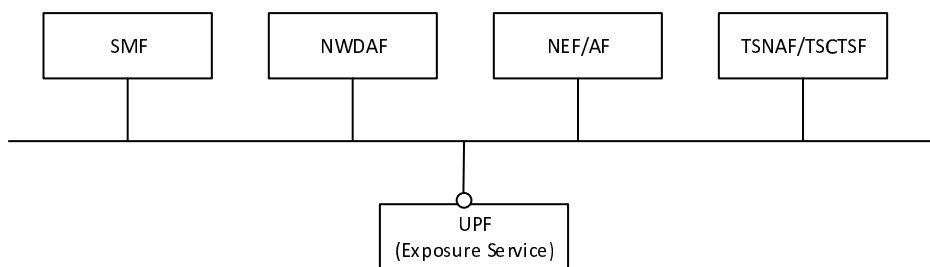 SMF
NWDAF
NEF/AF
TSNAF/TSCTSF
UPF
(Exposure Service)